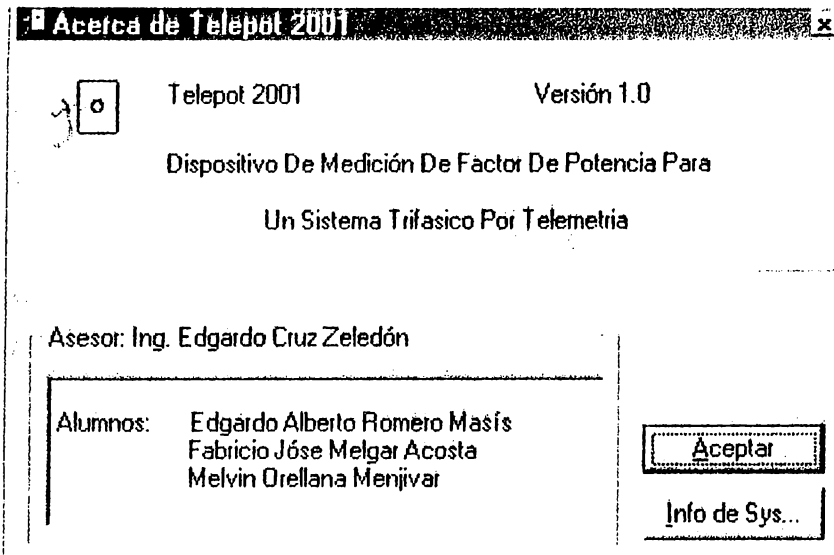 Acerca de Telepot 2001
Telepot 2001 Versión 1.0
Dispositivo De Medición De Factor De Potencia Para
Un Sistema Trifasico Por Telemetria
Asesor: Ing. Edgardo Cruz Zeledón
Alumnos: Edgardo Alberto Romero Masís
Fabricio Jóse Melgar Acosta
Melvin Orellana Menjivar
Aceptar
Info de Sys...